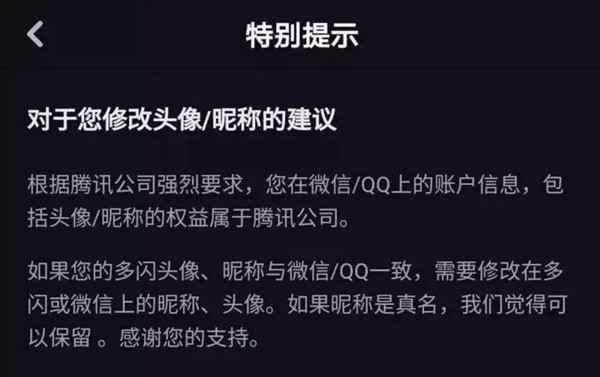 特别提示
对于您修改头像/昵称的建议
根据腾讯公司强烈要求，您在微信/QQ上的账户信息，包
括头像/昵称的权益属于腾讯公司。
如果您的多闪头像、昵称与微信/QQ一致，需要修改在多
闪或微信上的昵称、头像。如果昵称是真名，我们觉得可
以保留 。感谢您的支持。